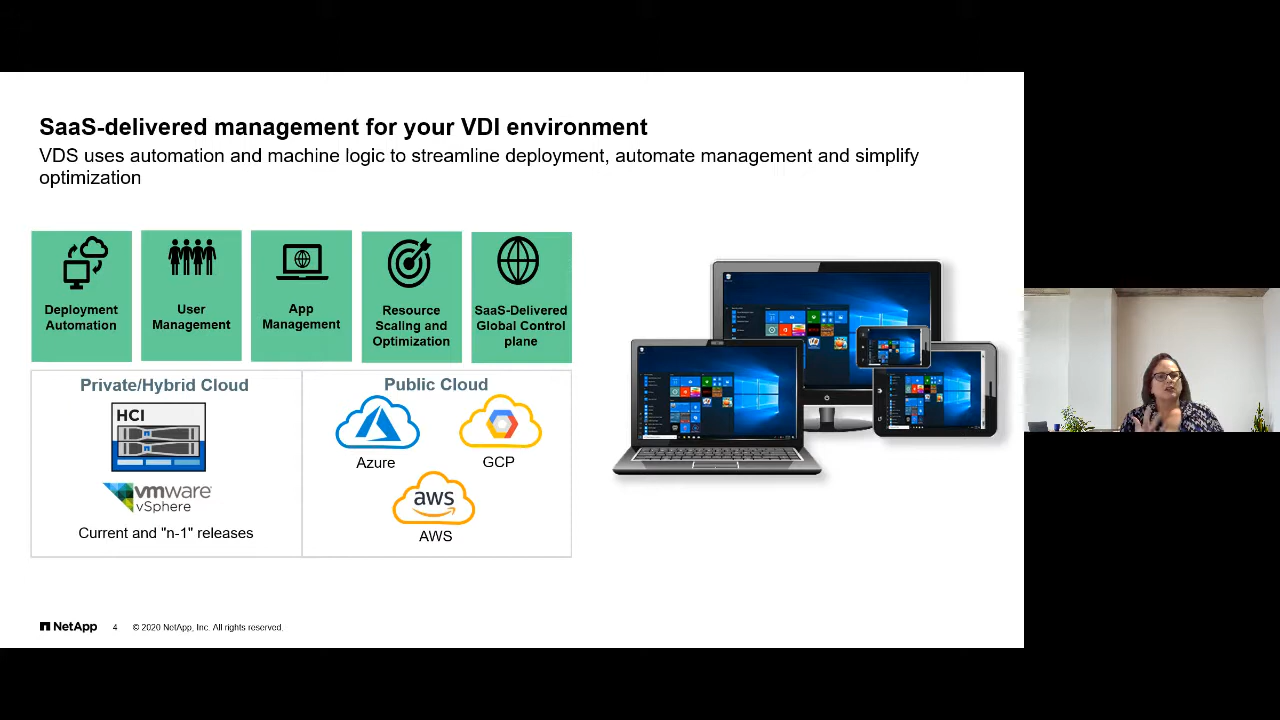 SaaS-delivered management for your VDI environment
VDS uses automation and machine logic to streamline deployment, automate management and simplify
optimization
Deployment
Automation
User
Management
App
Management
Resource
Scaling and
Optimization
SaaS-Delivered
Global Control
plane
Private/Hybrid Cloud
HCI
vmware
vSphere
Current and "n-1" releases
Public Cloud
Azure
GCP
aws
AWS
NetApp
4
© 2020 NetApp, Inc. All rights reserved.